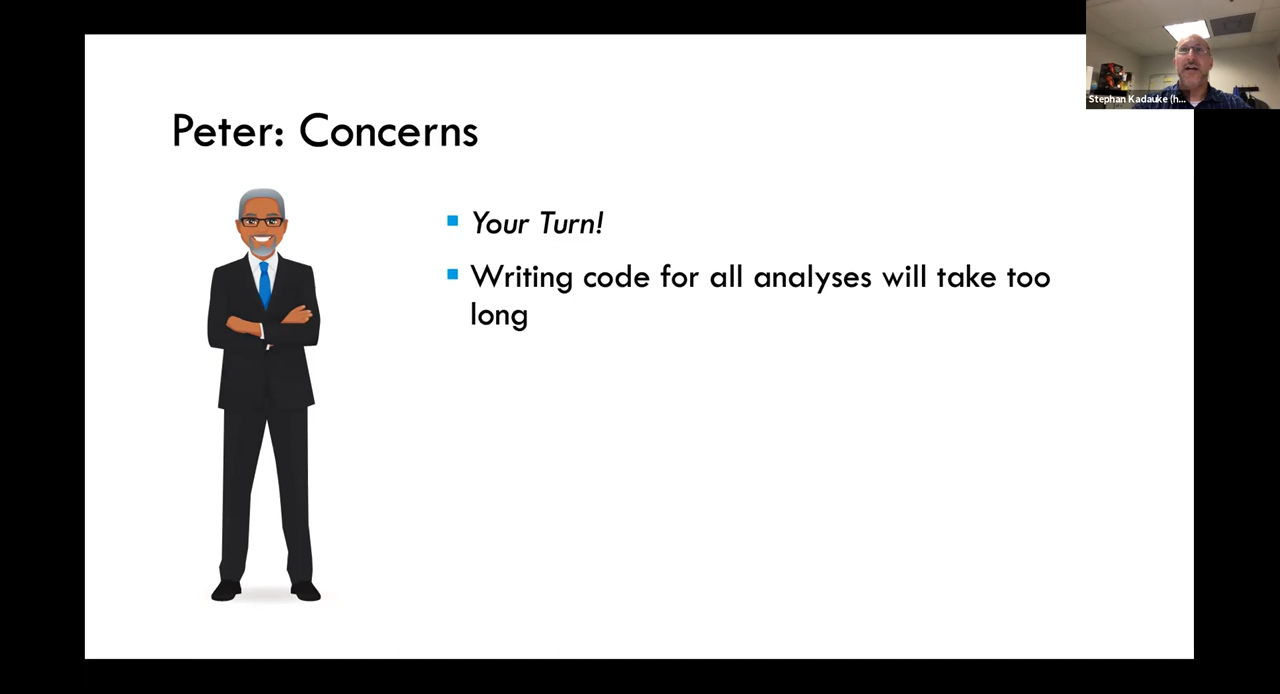 Stephan Kadauke (h...
Peter: Concerns
Your Turn!
Writing code for all analyses will take too
long